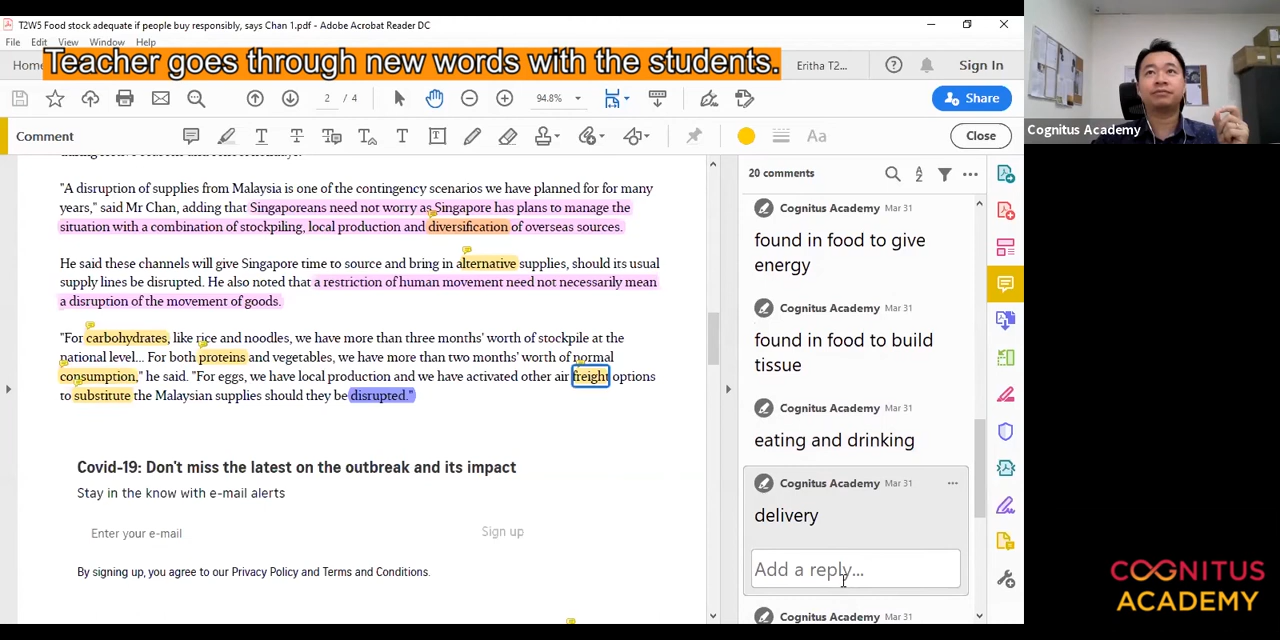 T2W5 Food stock adequate if people buy responsibly, says Chan 1.pdf - Adobe Acrobat Reader DC
File Edit View Window Help
Teacher goes through new words with the students.
Eritha T2...
Sign In
2 / 4
94.8%
Share
Comment
Close
"A disruption of supplies from Malaysia is one of the contingency scenarios we have planned for for many
years," said Mr Chan, adding that Singaporeans need not worry as Singapore has plans to manage the
situation with a combination of stockpiling, local production and diversification of overseas sources.
He said these channels will give Singapore time to source and bring in alternative supplies, should its usual
supply lines be disrupted. He also noted that a restriction of human movement need not necessarily mean
a disruption of the movement of goods.
"For carbohydrates, like rice and noodles, we have more than three months' worth of stockpile at the
national level... For both proteins and vegetables, we have more than two months' worth of normal
consumption," he said. "For eggs, we have local production and we have activated other air freight options
to substitute the Malaysian supplies should they be disrupted."
Covid-19: Don't miss the latest on the outbreak and its impact
Stay in the know with e-mail alerts
Enter your e-mail
Sign up
By signing up, you agree to our Privacy Policy and Terms and Conditions.
20 comments
Cognitus Academy Mar 31
found in food to give
energy
Cognitus Academy Mar 31
found in food to build
tissue
Cognitus Academy Mar 31
eating and drinking
Cognitus Academy Mar 31
delivery
Add a reply...
Cognitus Academy Mar 31
Cognitus Academy
COGNITUS
ACADEMY